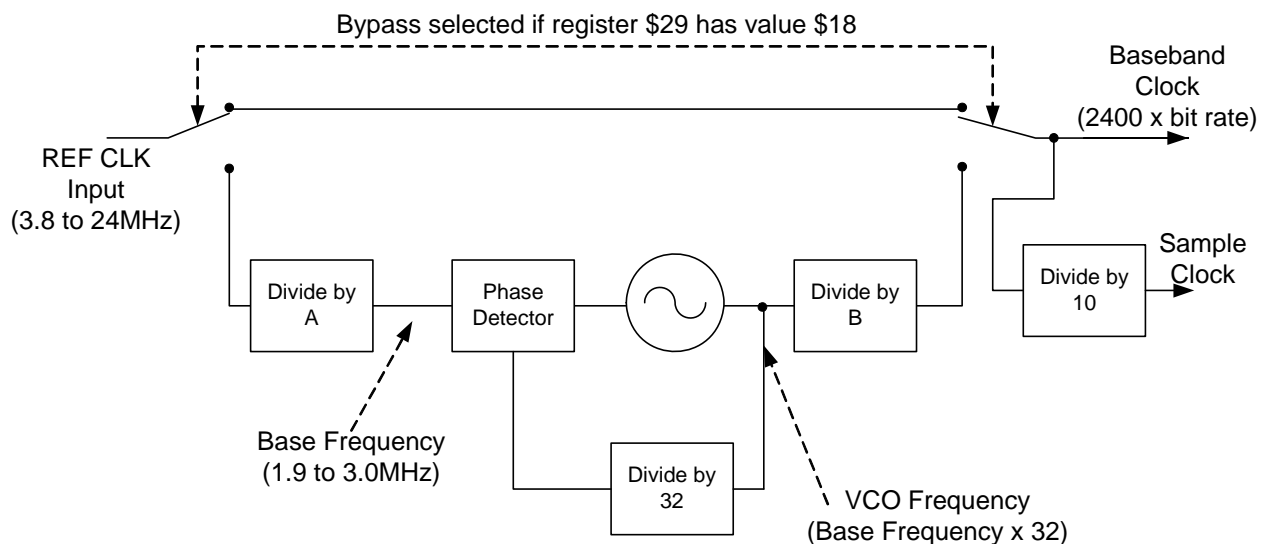 Bypass selected if register $29 has value $18
Baseband
Clock
(2400 x bit rate)
REF CLK
Input
(3.8 to 24MHz)
Sample
Clock
Divide by
A
Phase
Detector
Divide by
B
Divide by
10
Base Frequency
(1.9 to 3.0MHz)
Divide by
32
VCO Frequency
(Base Frequency x 32)